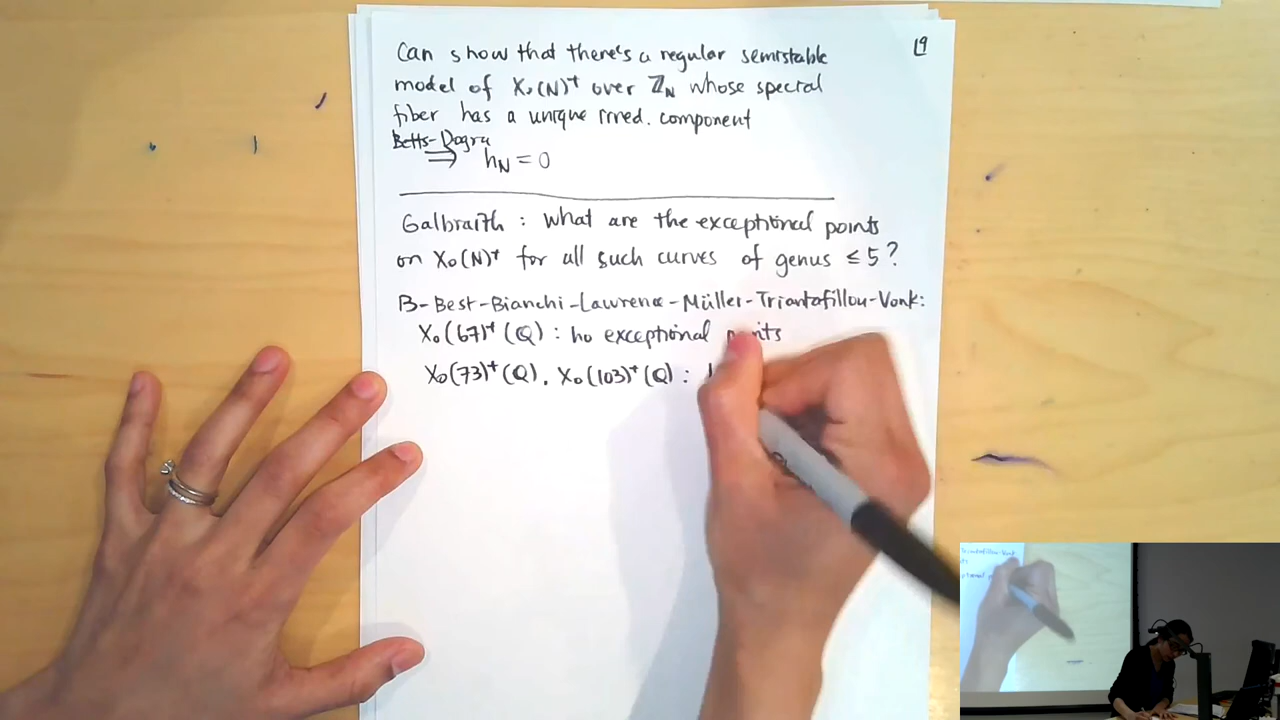 Can show that there's a regular semistable
model of X₀(N)⁺ over ℤ_N whose special
fiber has a unique irred. component
Betts-Dogra
⟹ h_N = 0
Galbraith : what are the exceptional points
on X₀(N)⁺ for all such curves of genus ≤ 5 ?
B-Best-Bianchi-Lawrence-Müller-Triantafillou-Vonk:
X₀(67)⁺(ℚ) : no exceptional points
X₀(73)⁺(ℚ), X₀(103)⁺(ℚ) :